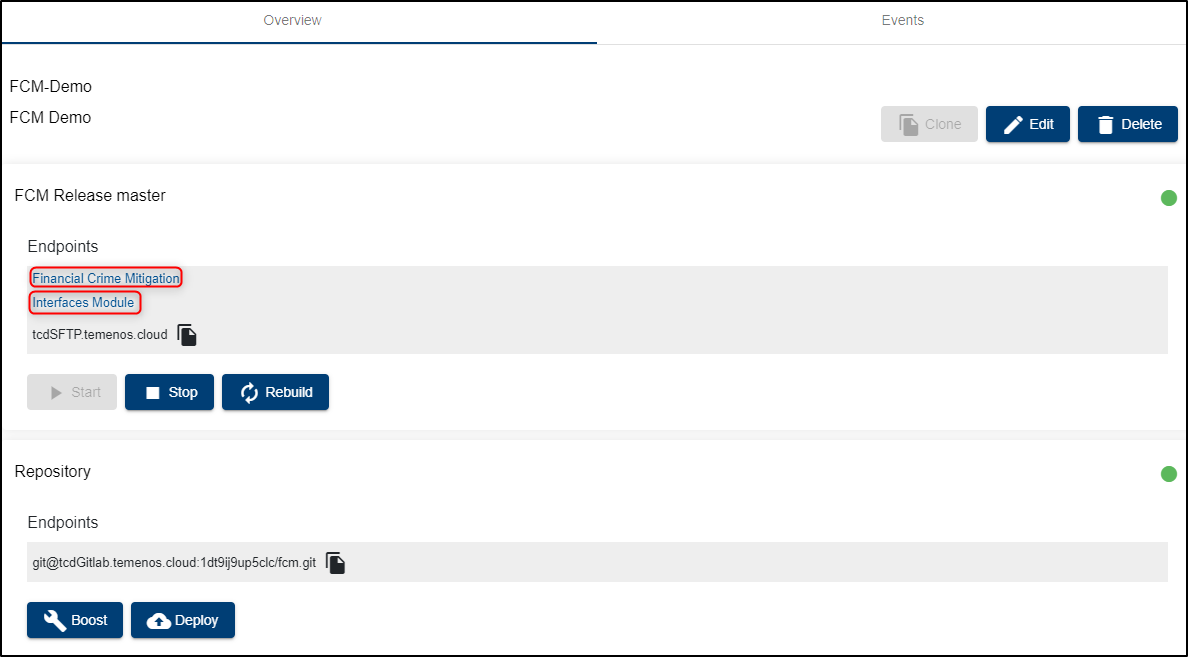 Overview
Events
FCM-Demo
FCM Demo
Clone
Edit
Delete
FCM Release master
Endpoints
Financial Crime Mitigation
Interfaces Module
tcdSFTP.temenos.cloud
Start
Stop
Rebuild
Repository
Endpoints
git@tcdGitlab.temenos.cloud:1dt9ij9up5clc/fcm.git
Boost
Deploy